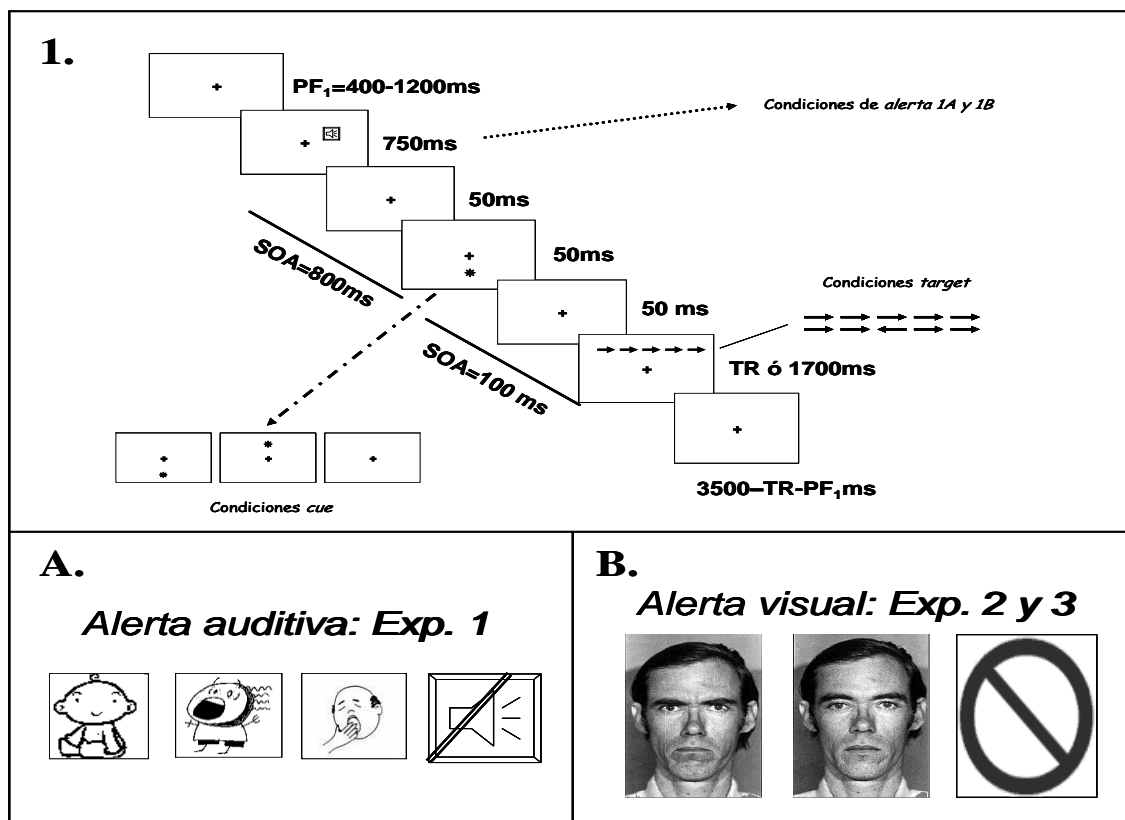 1.
PF₁=400-1200ms
Condiciones de alerta 1A y 1B
750ms
50ms
50ms
SOA=800ms
Condiciones target
50 ms
SOA=100 ms
TR ó 1700ms
3500–TR-PF₁ms
Condiciones cue
A.
Alerta auditiva: Exp. 1
B.
Alerta visual: Exp. 2 y 3